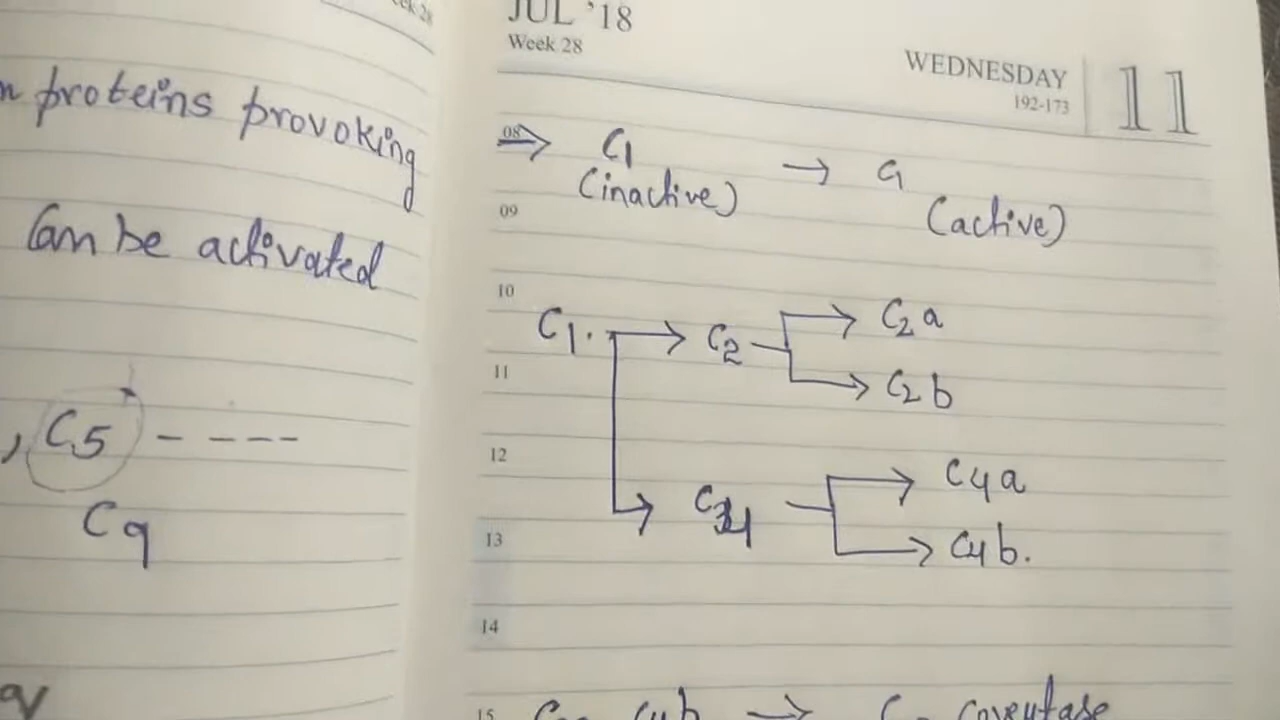 proteins provoking
Can be activated
, C5 - - - - -
C9
JUL '18
Week 28
WEDNESDAY
192-173
11
08 ⇒ C1 → C1
(inactive) (active)
09
10
C1. → C2 → C2a
11
→ C2b
12
→ C4 → C4a
13
→ C4b.
14
15
C4b →